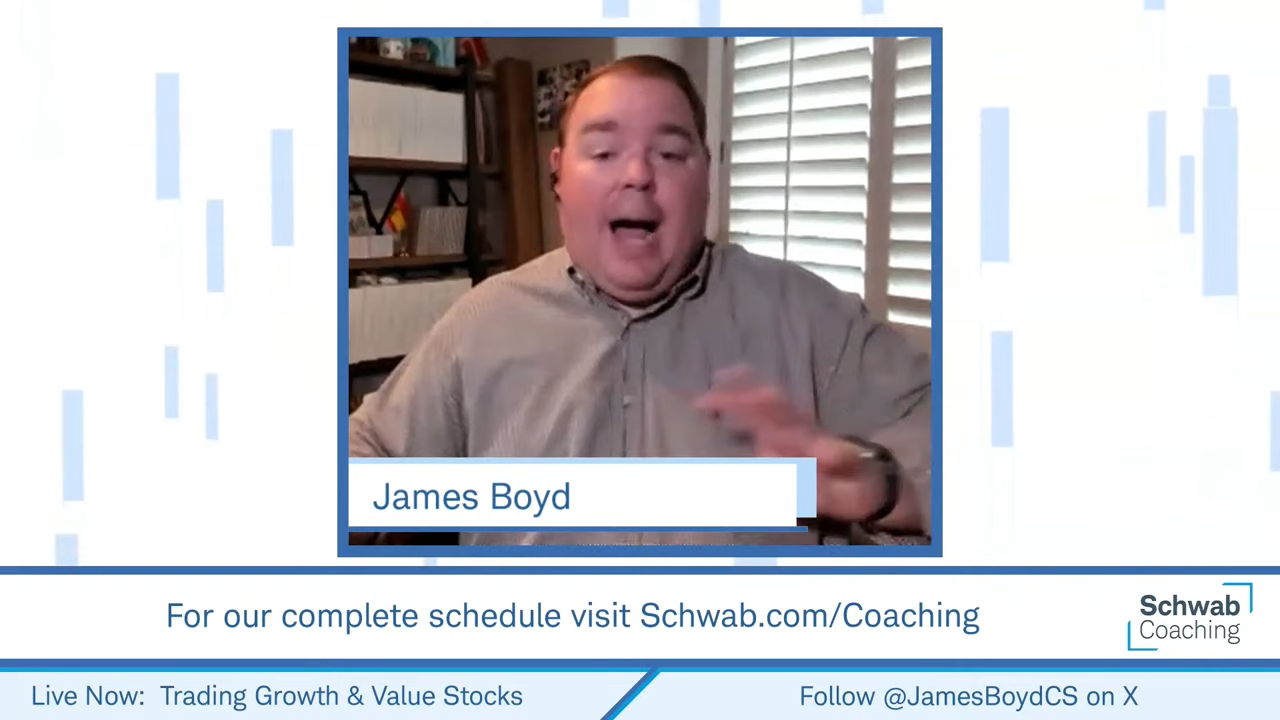 James Boyd
For our complete schedule visit Schwab.com/Coaching
Schwab
Coaching
Live Now: Trading Growth & Value Stocks
Follow @JamesBoydCS on X